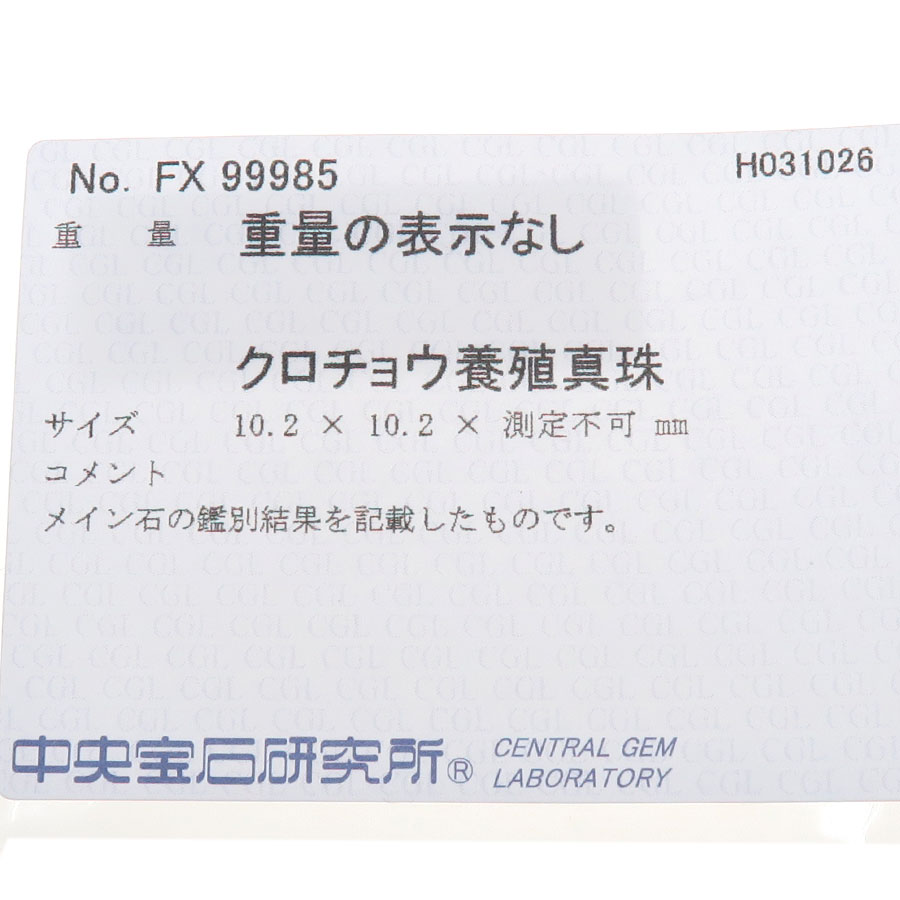 No. FX 99985 H031026
重 量 重量の表示なし
クロチョウ養殖真珠
サイズ 10.2 × 10.2 × 測定不可 mm
コメント
メイン石の鑑別結果を記載したものです。
中央宝石研究所® CENTRAL GEM
LABORATORY